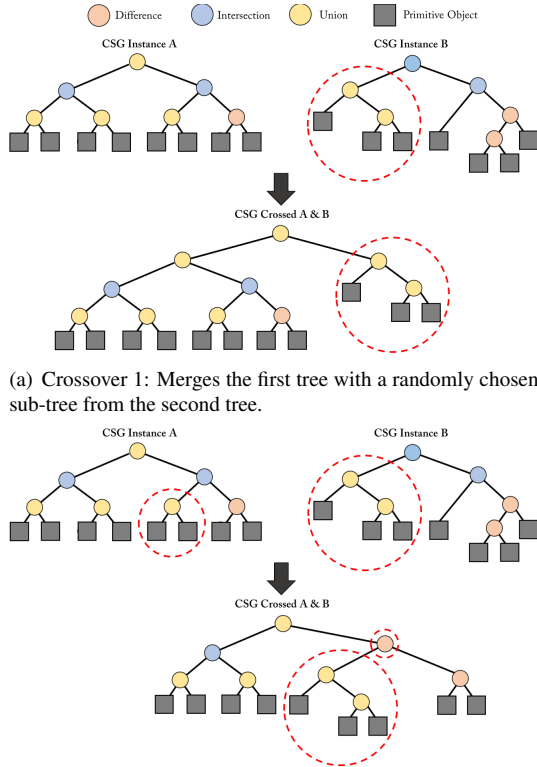 Difference Intersection Union Primitive Object
CSG Instance A CSG Instance B
CSG Crossed A & B
(a) Crossover 1: Merges the first tree with a randomly chosen
sub-tree from the second tree.
CSG Instance A CSG Instance B
CSG Crossed A & B